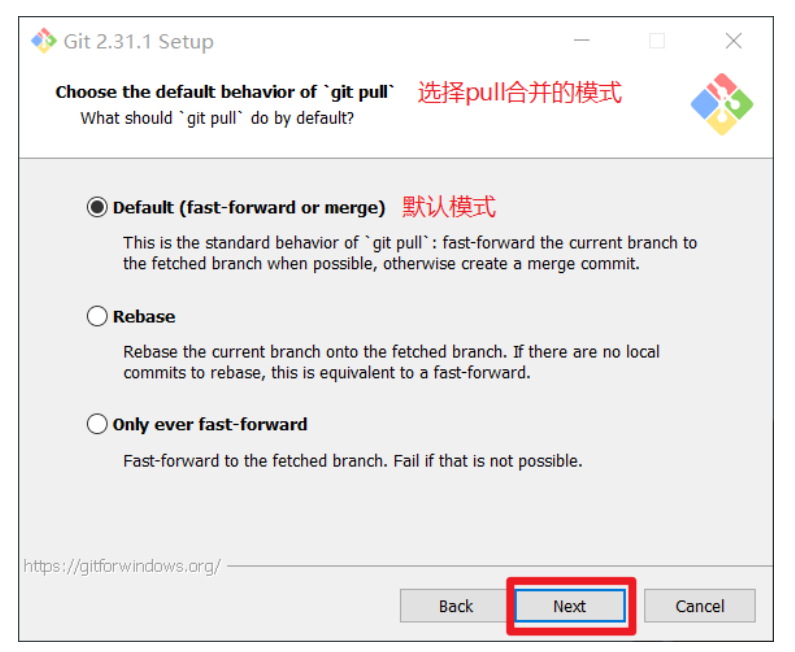 Git 2.31.1 Setup
Choose the default behavior of `git pull` 选择pull合并的模式
What should `git pull` do by default?
Default (fast-forward or merge) 默认模式
This is the standard behavior of `git pull`: fast-forward the current branch to
the fetched branch when possible, otherwise create a merge commit.
Rebase
Rebase the current branch onto the fetched branch. If there are no local
commits to rebase, this is equivalent to a fast-forward.
Only ever fast-forward
Fast-forward to the fetched branch. Fail if that is not possible.
https://gitforwindows.org/
Back Next Cancel